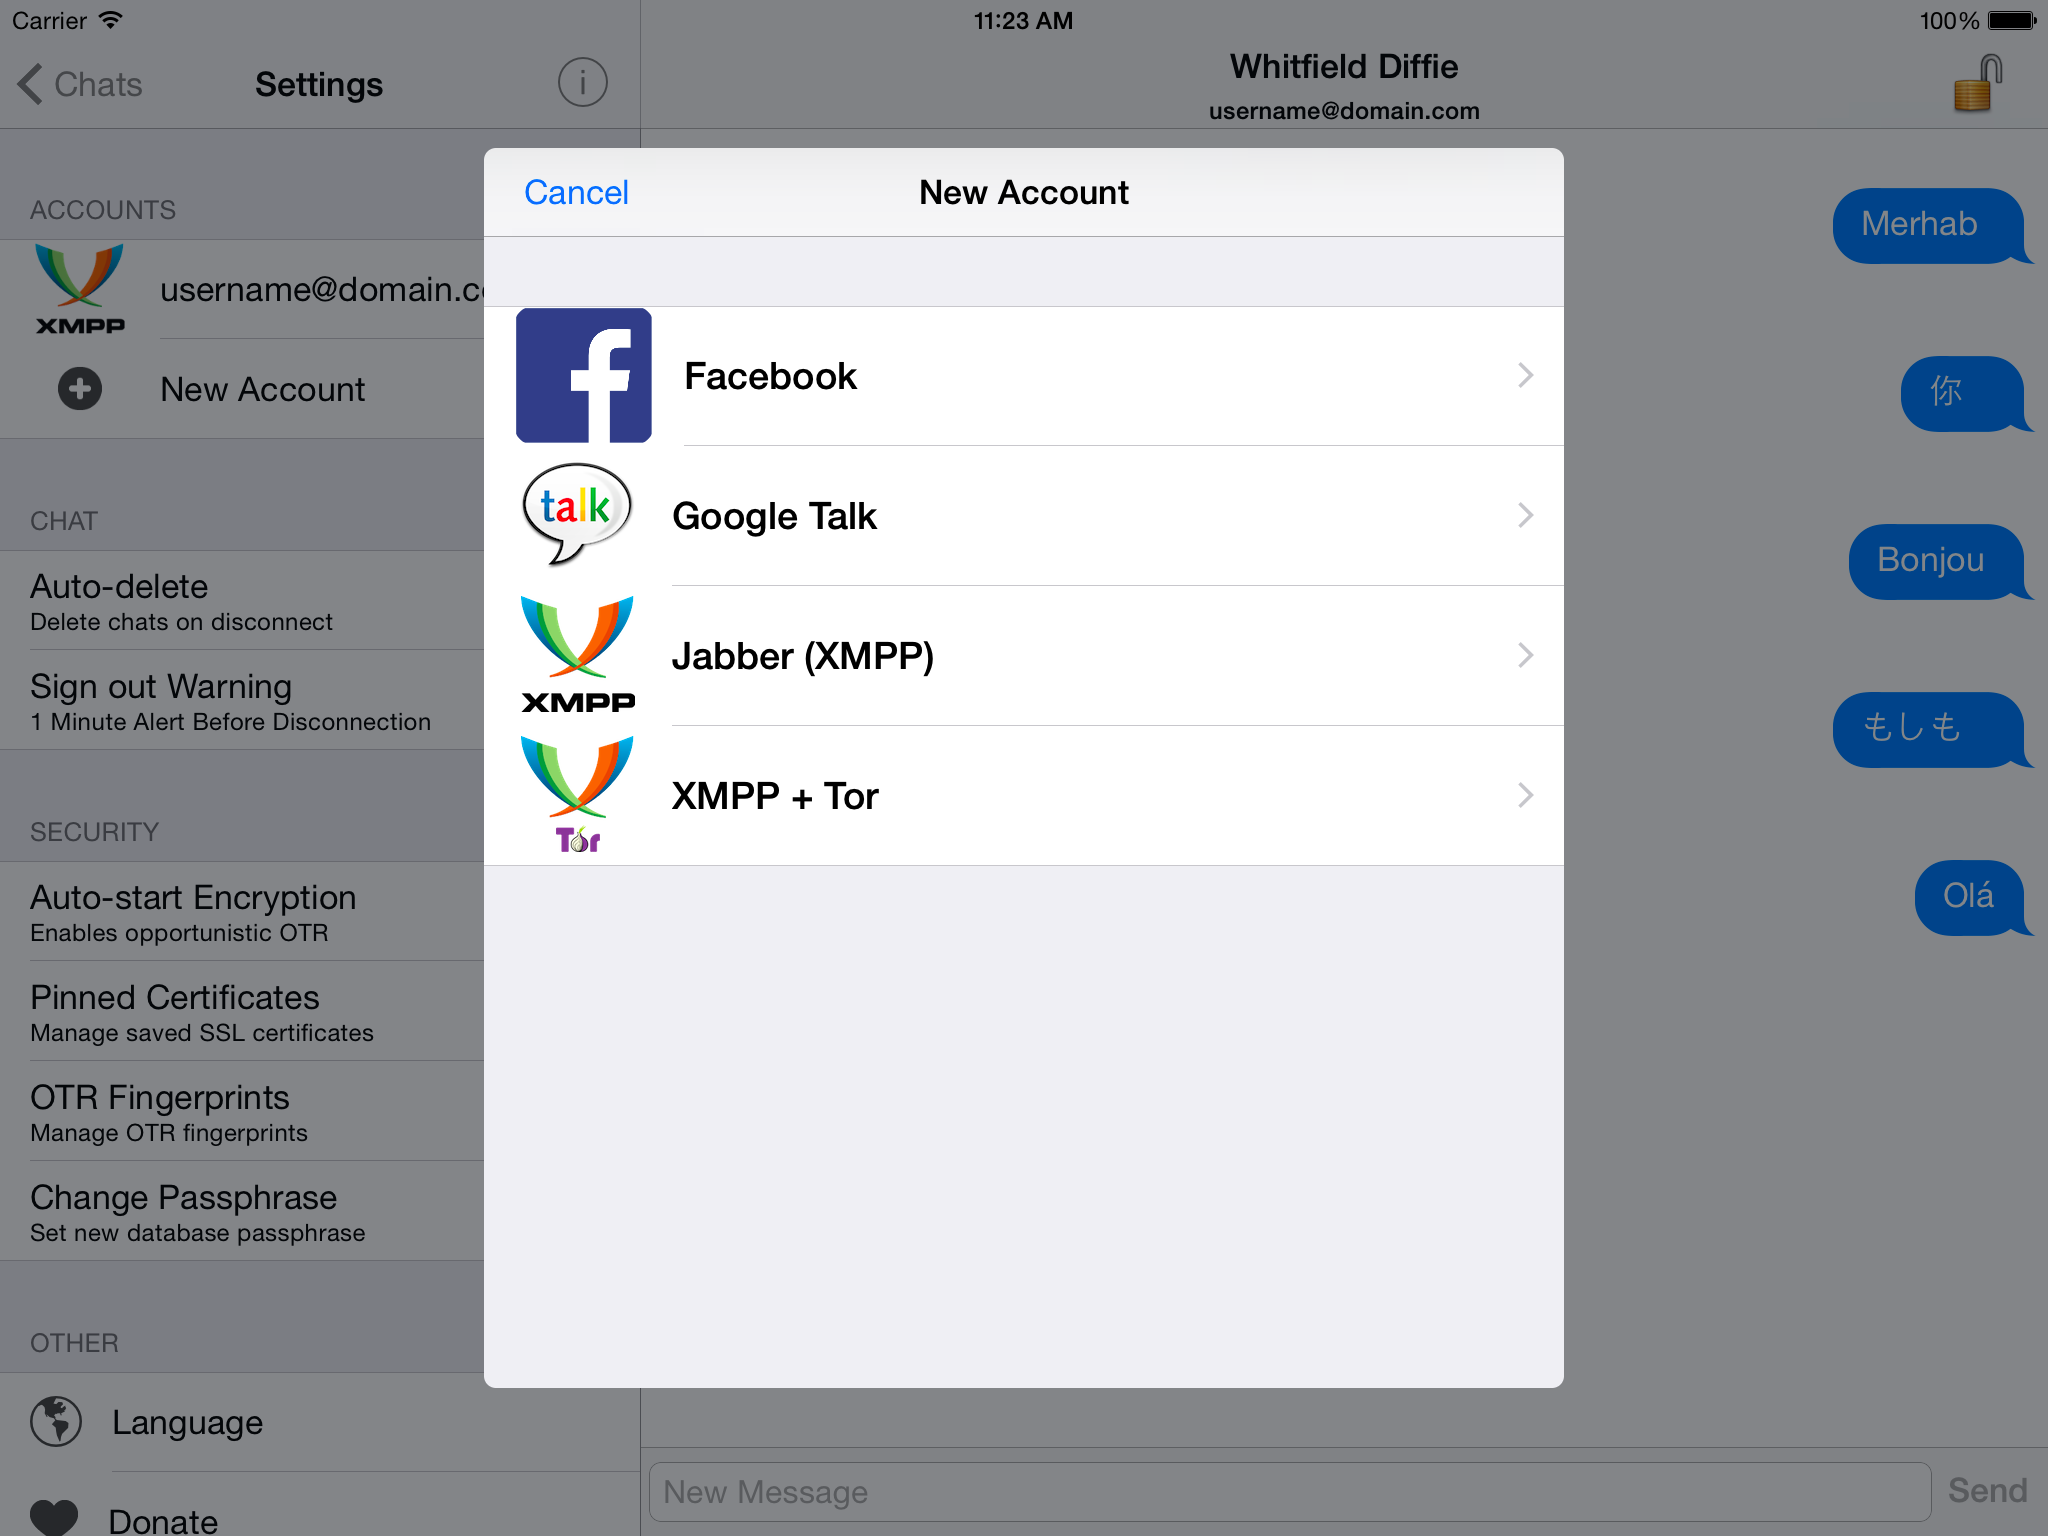 Carrier
11:23 AM
100%
Chats
Settings
i
Whitfield Diffie
username@domain.com
ACCOUNTS
XMPP
username@domain.c
New Account
CHAT
Auto-delete
Delete chats on disconnect
Sign out Warning
1 Minute Alert Before Disconnection
SECURITY
Auto-start Encryption
Enables opportunistic OTR
Pinned Certificates
Manage saved SSL certificates
OTR Fingerprints
Manage OTR fingerprints
Change Passphrase
Set new database passphrase
OTHER
Language
Donate
Cancel
New Account
f
Facebook
talk
Google Talk
XMPP
Jabber (XMPP)
Tor
XMPP + Tor
Merhab
你
Bonjou
もしも
Olá
New Message
Send